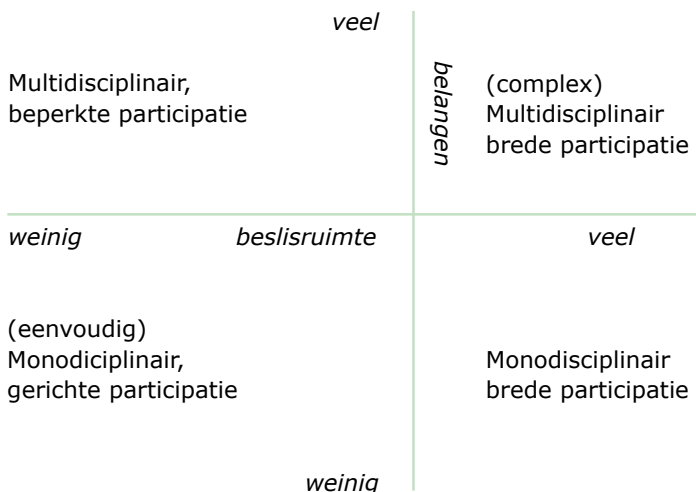 veel
Multidisciplinair,
beperkte participatie
belangen
(complex)
Multidisciplinair
brede participatie
weinig
beslisruimte
veel
(eenvoudig)
Monodiciplinair,
gerichte participatie
Monodisciplinair
brede participatie
weinig